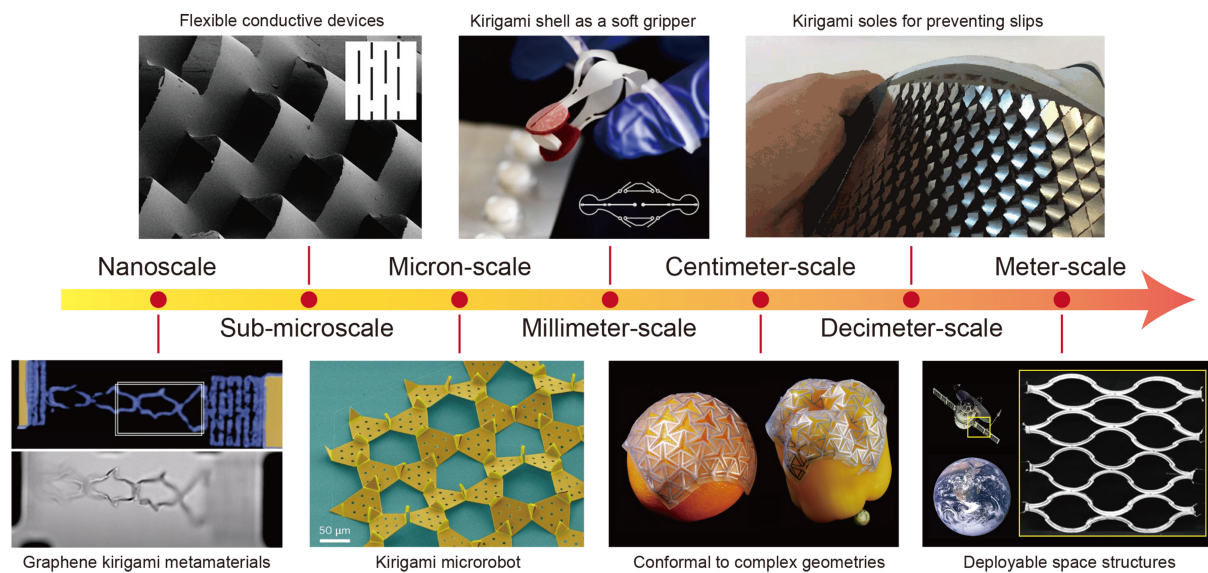 Flexible conductive devices
Kirigami shell as a soft gripper
Kirigami soles for preventing slips
Nanoscale
Micron-scale
Centimeter-scale
Meter-scale
Sub-microscale
Millimeter-scale
Decimeter-scale
50 μm
Graphene kirigami metamaterials
Kirigami microrobot
Conformal to complex geometries
Deployable space structures